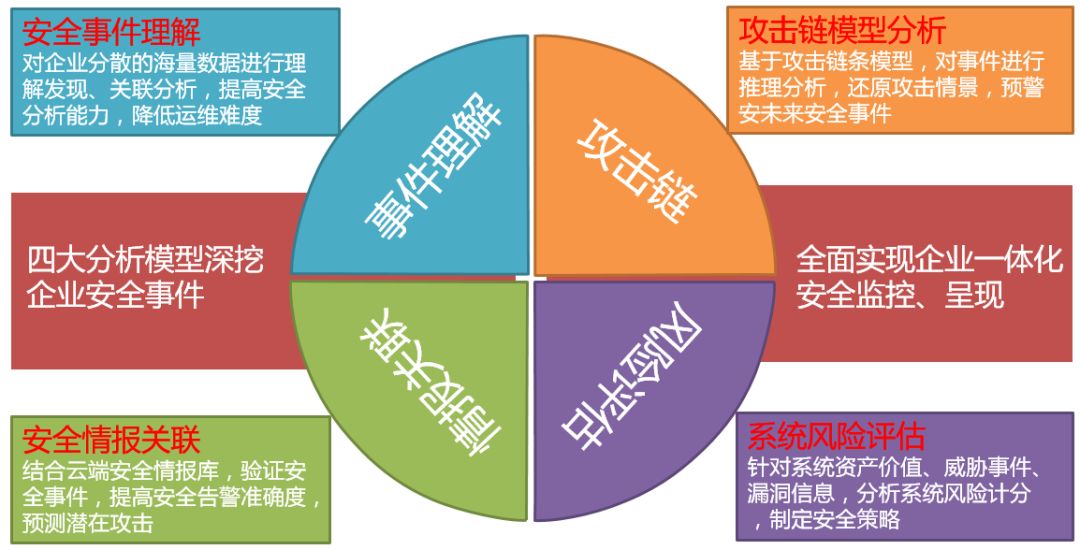 安全事件理解
对企业分散的海量数据进行理
解发现、关联分析，提高安全
分析能力，降低运维难度
攻击链模型分析
基于攻击链条模型，对事件进行
推理分析，还原攻击情景，预警
安未来安全事件
事件理解
攻击链
四大分析模型深挖
企业安全事件
全面实现企业一体化
安全监控、呈现
情报关联
风险评估
安全情报关联
结合云端安全情报库，验证安
全事件，提高安全告警准确度，
预测潜在攻击
系统风险评估
针对系统资产价值、威胁事件、
漏洞信息，分析系统风险计分
，制定安全策略